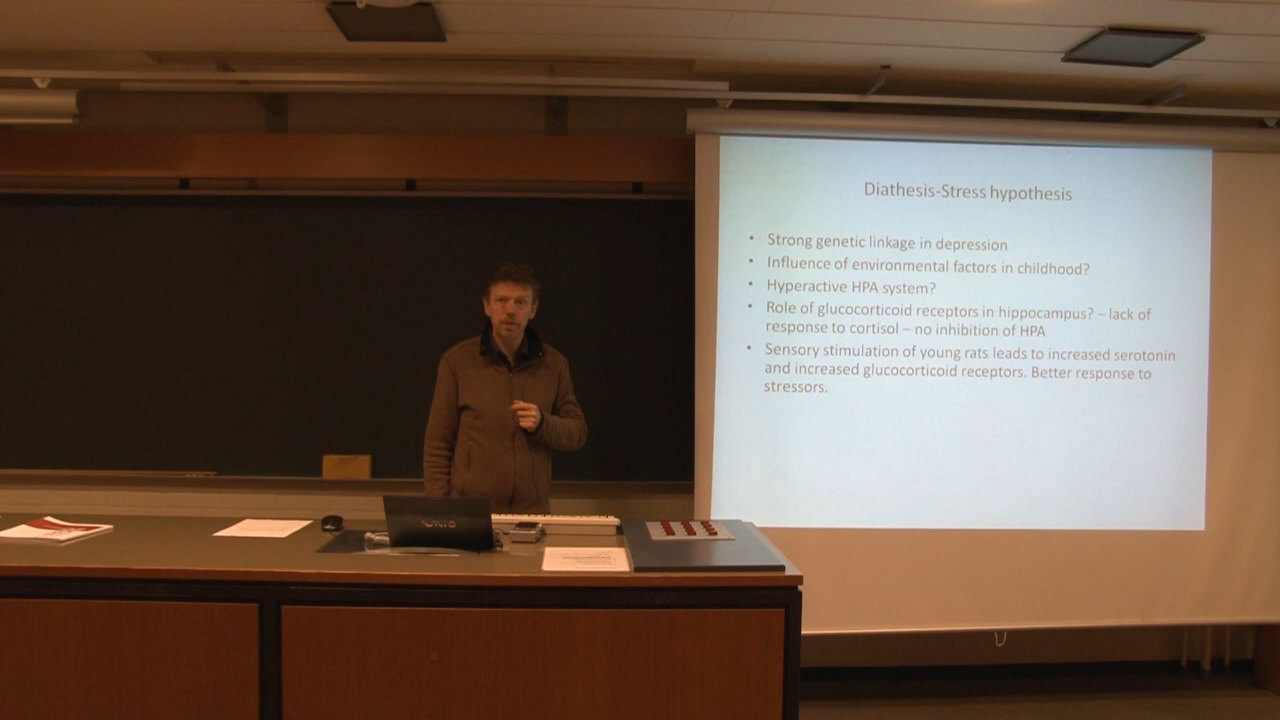 Diathesis-Stress hypothesis
• Strong genetic linkage in depression
• Influence of environmental factors in childhood?
• Hyperactive HPA system?
• Role of glucocorticoid receptors in hippocampus? – lack of
response to cortisol – no inhibition of HPA
• Sensory stimulation of young rats leads to increased serotonin
and increased glucocorticoid receptors. Better response to
stressors.
VAIO